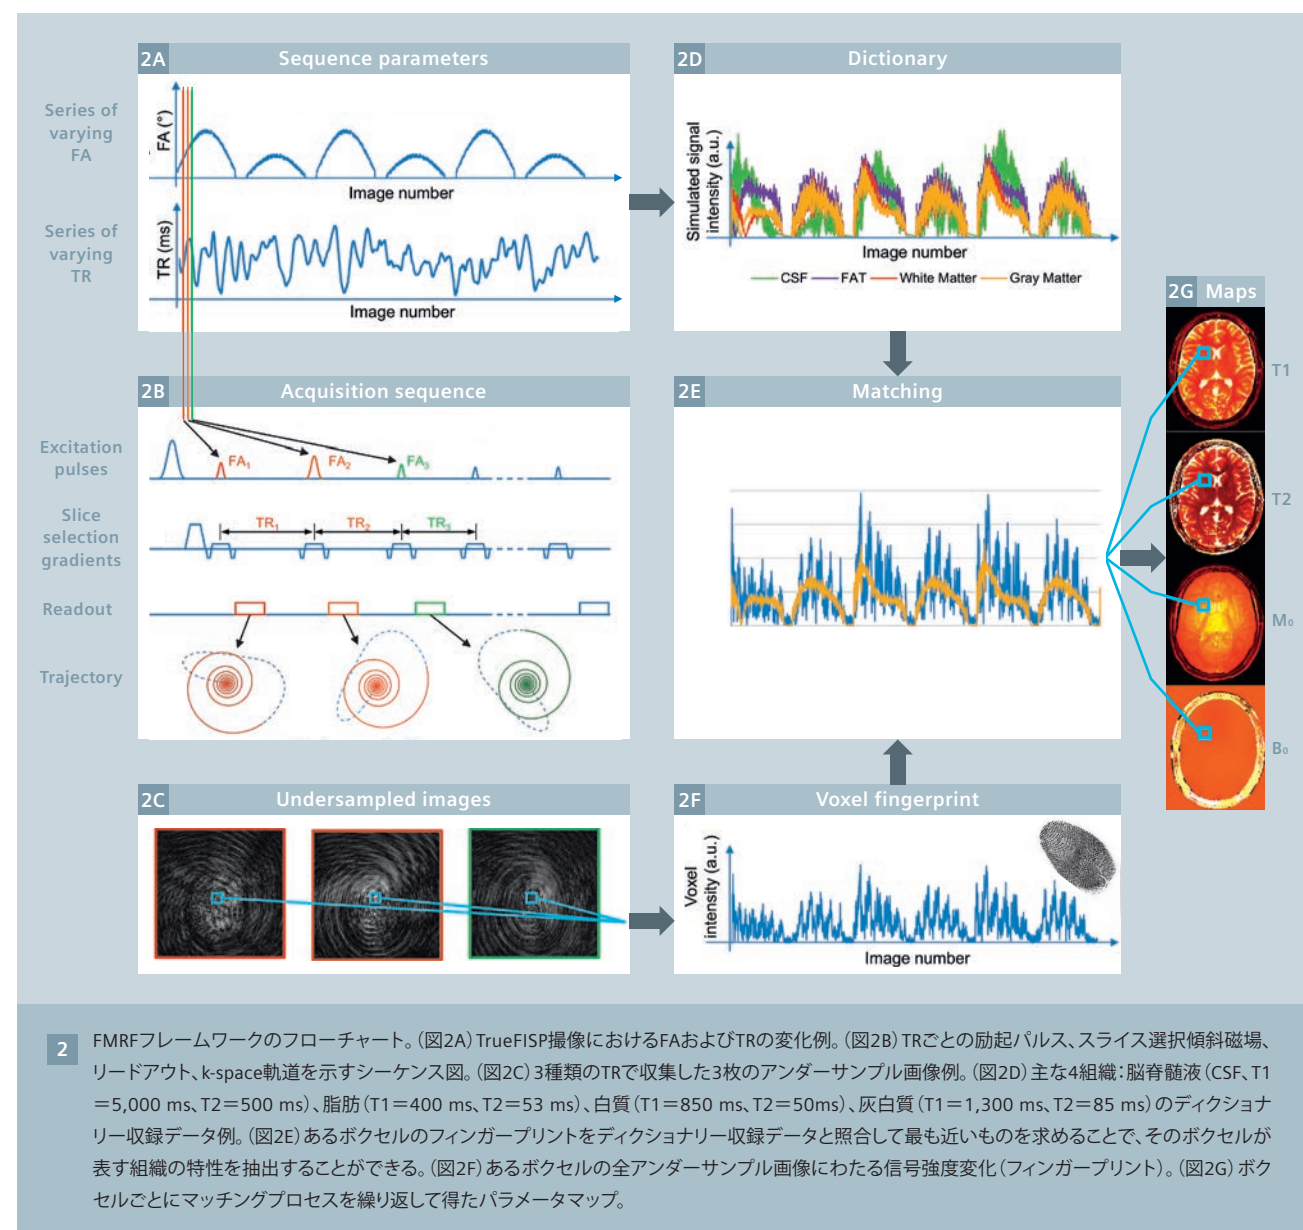 2A Sequence parameters
Series of
varying
FA
FA (°)
Image number
Series of
varying
TR
TR (ms)
Image number
2B Acquisition sequence
Excitation
pulses
FA₁ FA₂ FA₃
Slice
selection
gradients
TR₁ TR₂ TR₃
Readout
Trajectory
2C Undersampled images
2D Dictionary
Simulated signal
intensity (a.u.)
Image number
CSF FAT White Matter Gray Matter
2E Matching
2F Voxel fingerprint
Voxel
intensity (a.u.)
Image number
2G Maps
T1
T2
M₀
B₀
2 FMRFフレームワークのフローチャート。（図2A）TrueFISP撮像におけるFAおよびTRの変化例。（図2B）TRごとの励起パルス、スライス選択傾斜磁場、
リードアウト、k-space軌道を示すシーケンス図。（図2C）3種類のTRで収集した3枚のアンダーサンプル画像例。（図2D）主な4組織：脳脊髄液（CSF、T1
＝5,000 ms、T2＝500 ms）、脂肪（T1＝400 ms、T2＝53 ms）、白質（T1＝850 ms、T2＝50ms）、灰白質（T1＝1,300 ms、T2＝85 ms）のディクショナ
リー収録データ例。（図2E）あるボクセルのフィンガープリントをディクショナリー収録データと照合して最も近いものを求めることで、そのボクセルが
表す組織の特性を抽出することができる。（図2F）あるボクセルの全アンダーサンプル画像にわたる信号強度変化（フィンガープリント）。（図2G）ボク
セルごとにマッチングプロセスを繰り返して得たパラメータマップ。